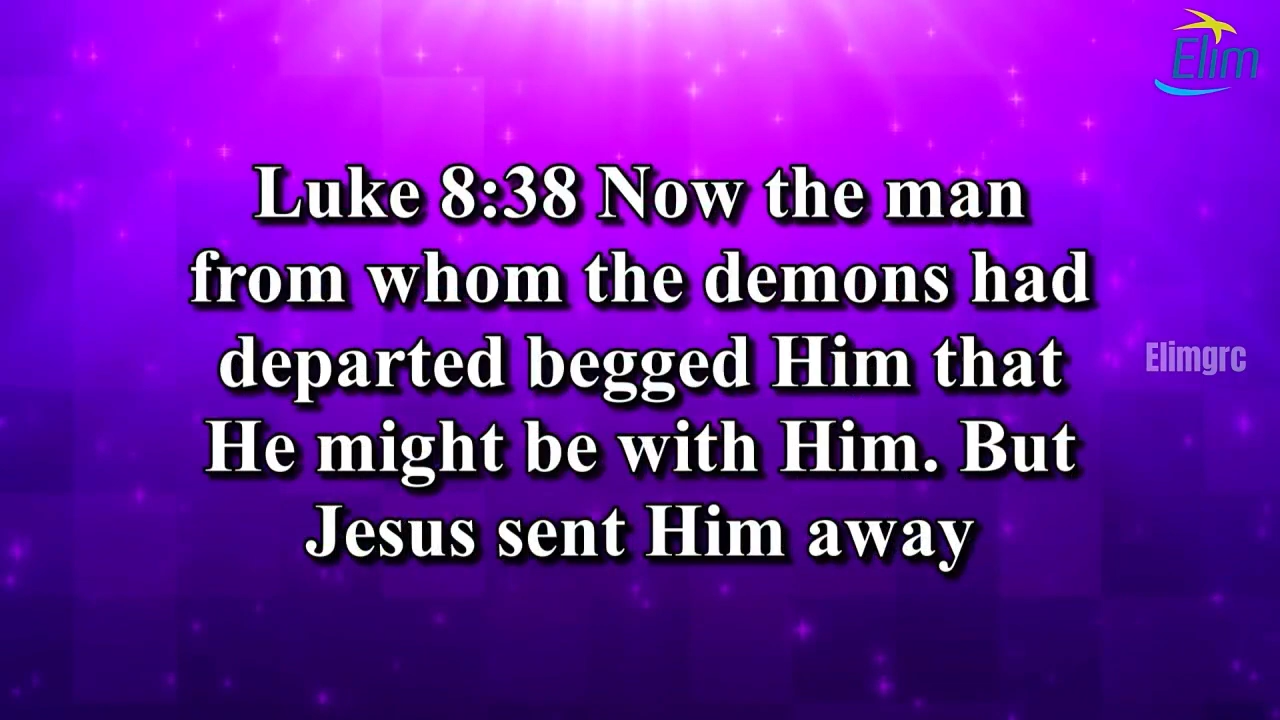 Elim
Luke 8:38 Now the man
from whom the demons had
departed begged Him that
He might be with Him. But
Jesus sent Him away
Elimgrc